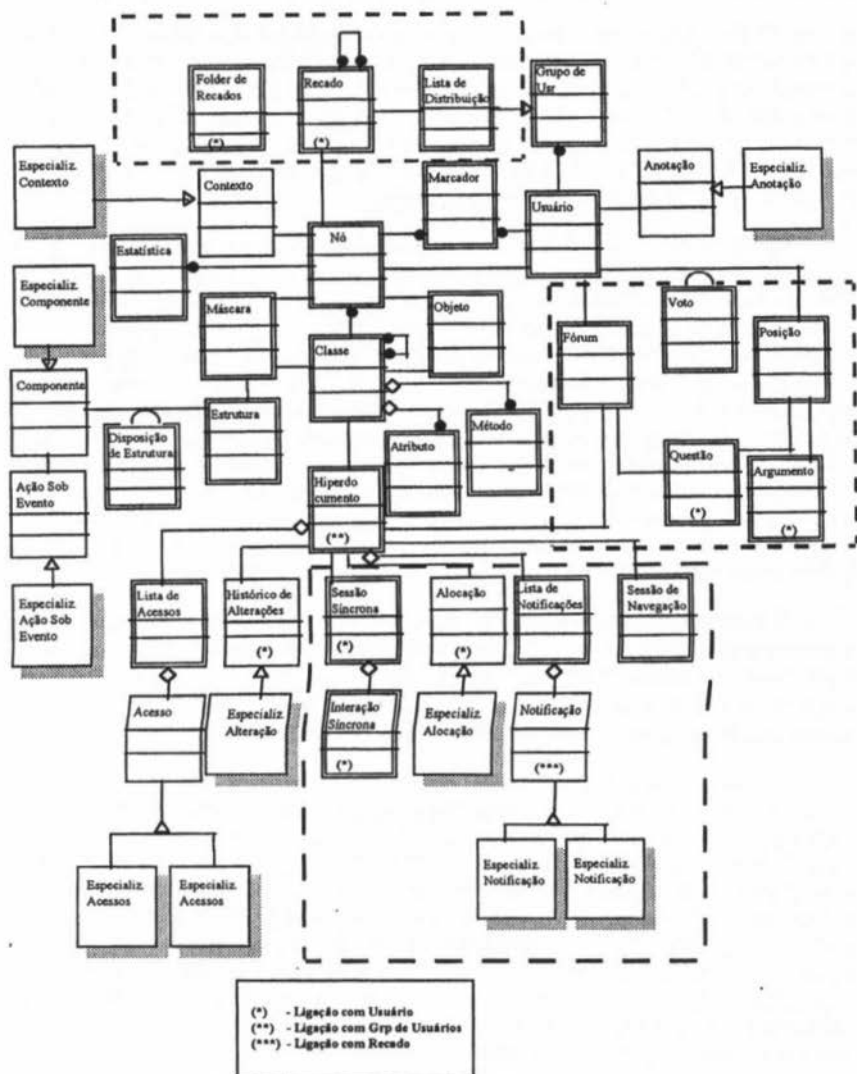 Folder de
Recados
(*)
Recado
(*)
Lista de
Distribuição
Grupo de
Usr
Especializ.
Contexto
Contexto
Marcador
Anotação
Especializ.
Anotação
Estatística
Nó
Usuário
Especializ.
Componente
Máscara
Objeto
Voto
Posição
Fórum
Classe
Componente
Disposição
de Estrutura
Estrutura
Atributo
Método
Questão
(*)
Argumento
(*)
Ação Sob
Evento
Hiperdo
cumento
(**)
Especializ.
Ação Sob
Evento
Lista de
Acessos
Histórico de
Alterações
(*)
Sessão
Síncrona
(*)
Alocação
(*)
Lista de
Notificações
Sessão de
Navegação
Acesso
Especializ.
Alteração
Interação
Síncrona
(*)
Especializ.
Alocação
Notificação
(***)
Especializ.
Acessos
Especializ.
Acessos
Especializ.
Notificação
Especializ.
Notificação
(*) - Ligação com Usuário
(**) - Ligação com Grp de Usuários
(***) - Ligação com Recado